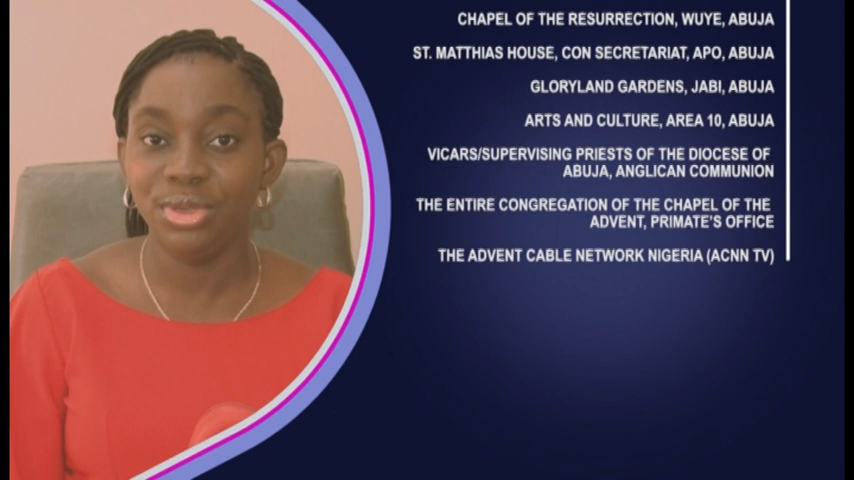 CHAPEL OF THE RESURRECTION, WUYE, ABUJA
ST. MATTHIAS HOUSE, CON SECRETARIAT, APO, ABUJA
GLORYLAND GARDENS, JABI, ABUJA
ARTS AND CULTURE, AREA 10, ABUJA
VICARS/SUPERVISING PRIESTS OF THE DIOCESE OF
ABUJA, ANGLICAN COMMUNION
THE ENTIRE CONGREGATION OF THE CHAPEL OF THE
ADVENT, PRIMATE'S OFFICE
THE ADVENT CABLE NETWORK NIGERIA (ACNN TV)